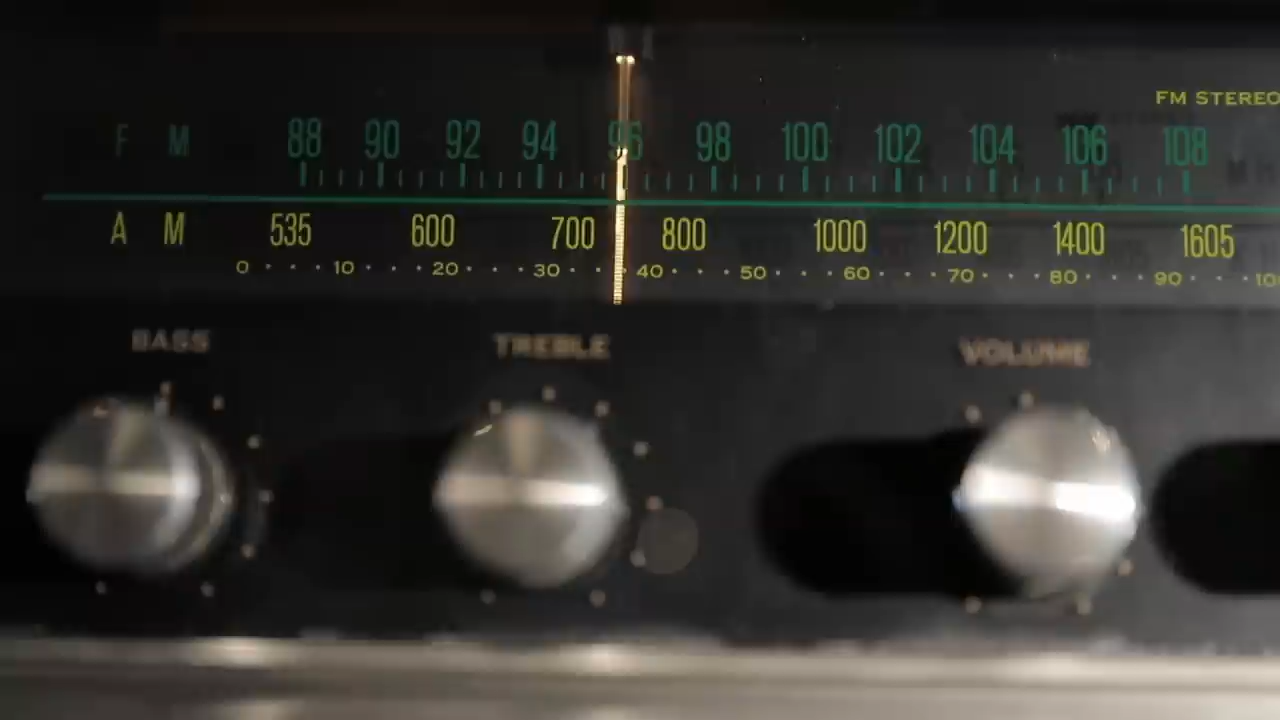 FM STEREO
F M 88 90 92 94 96 98 100 102 104 106 108
A M 535 600 700 800 1000 1200 1400 1605
0 10 20 30 40 50 60 70 80 90
BASS TREBLE VOLUME